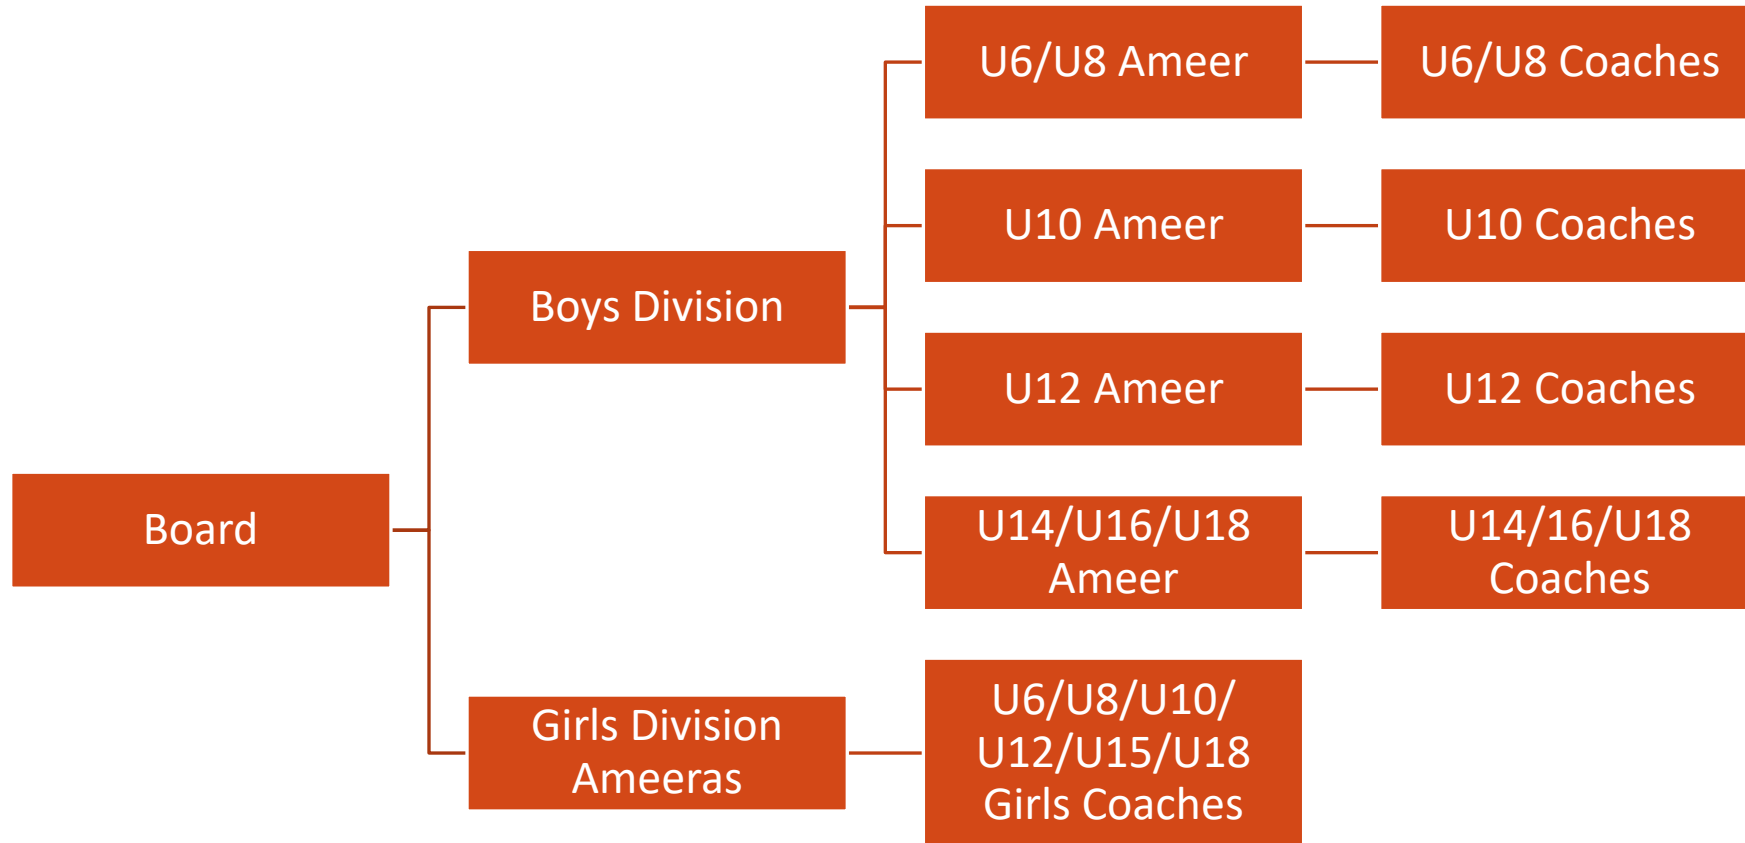 U6/U8 Ameer
U6/U8 Coaches
U10 Ameer
U10 Coaches
Boys Division
U12 Ameer
U12 Coaches
Board
U14/U16/U18
Ameer
U14/16/U18
Coaches
Girls Division
Ameeras
U6/U8/U10/
U12/U15/U18
Girls Coaches